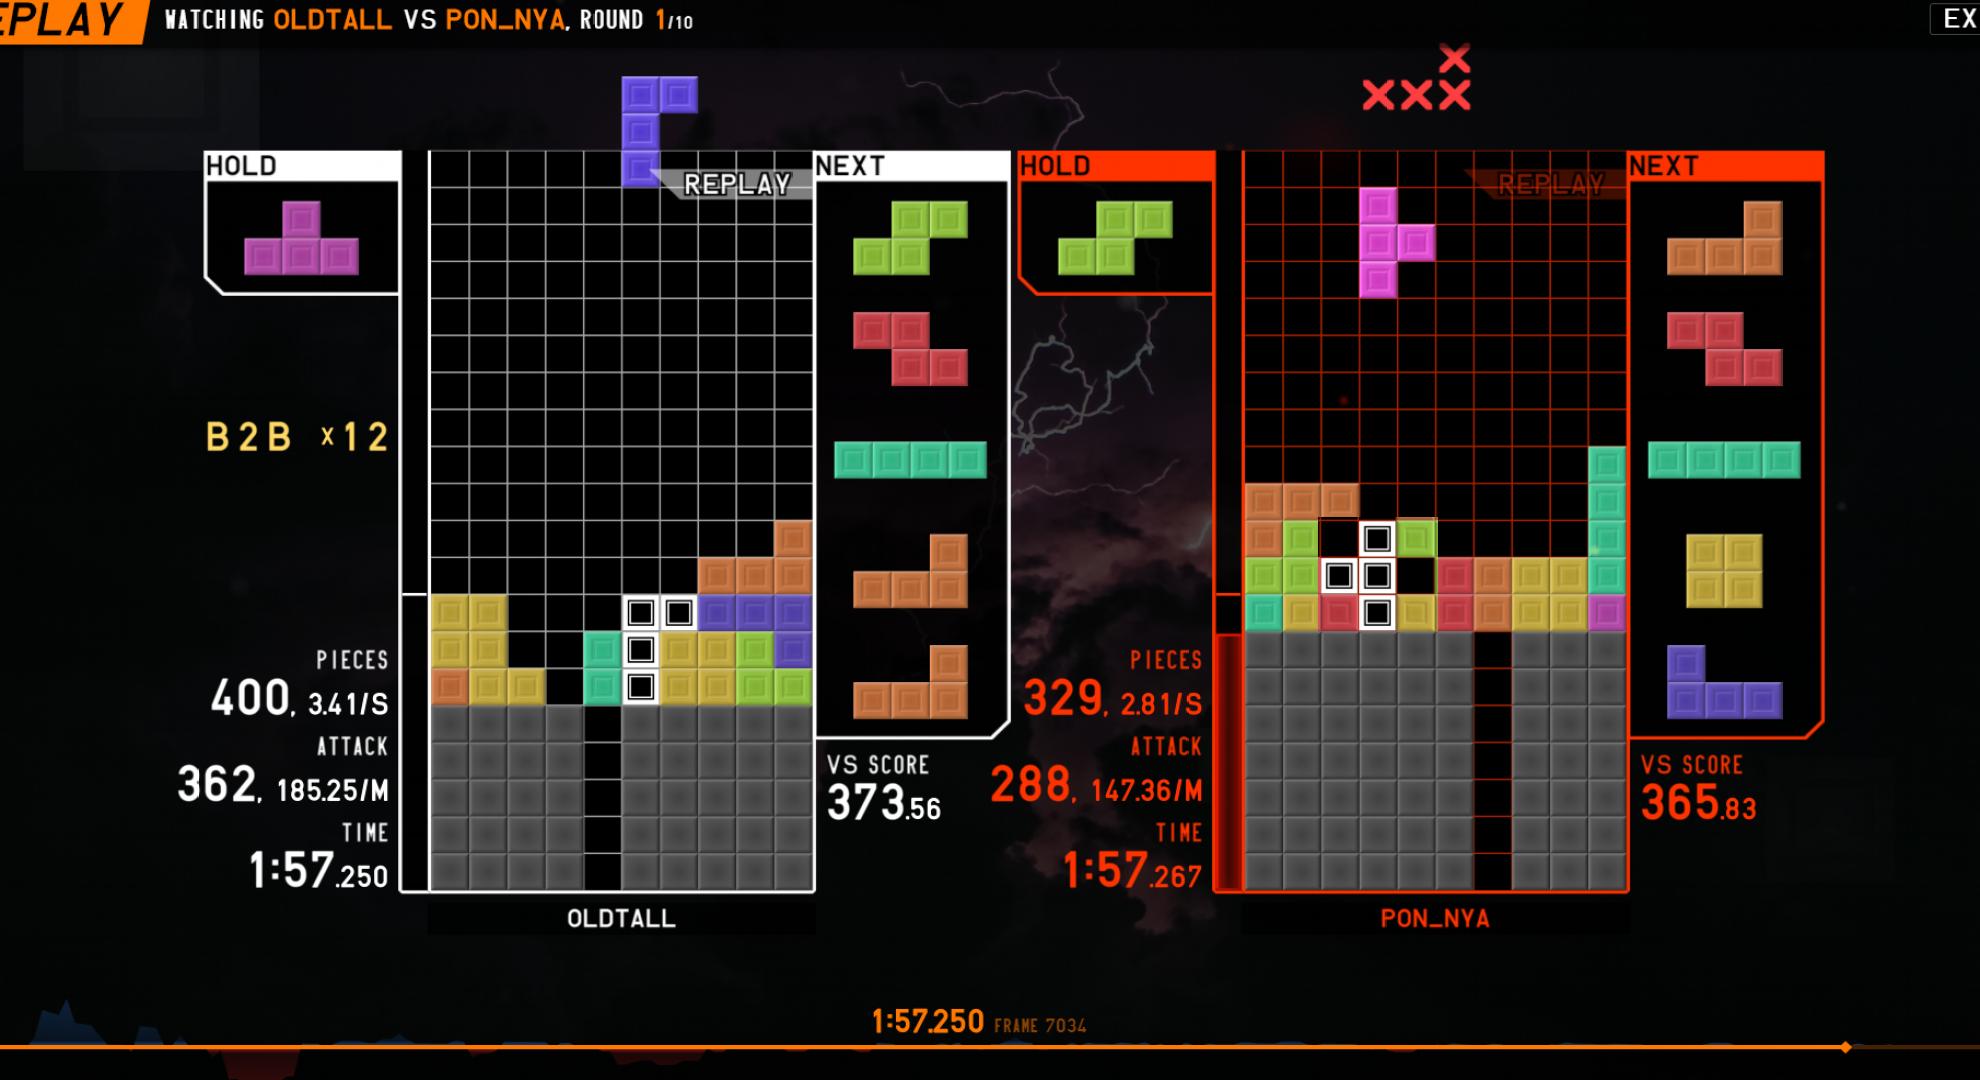 EPLAY WATCHING OLDTALL VS PON_NYA, ROUND 1/10 EX
HOLD
REPLAY
NEXT
B2B ×12
PIECES
400, 3.41/S
ATTACK
362, 185.25/M
TIME
1:57.250
VS SCORE
373.56
OLDTALL
HOLD
REPLAY
NEXT
PIECES
329, 2.81/S
ATTACK
288, 147.36/M
TIME
1:57.267
VS SCORE
365.83
PON_NYA
1:57.250 FRAME 7034